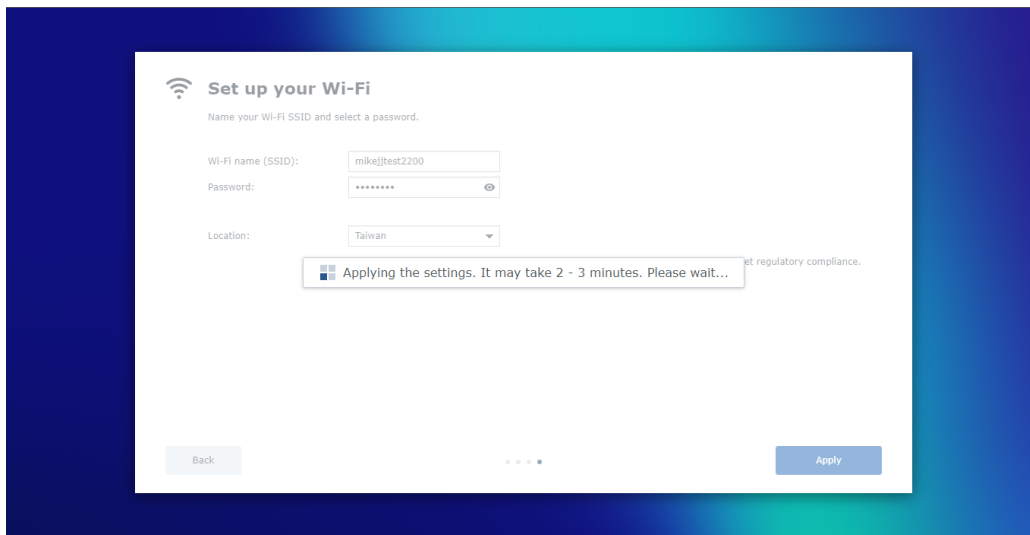 Set up your Wi-Fi
Name your Wi-Fi SSID and select a password.
Wi-Fi name (SSID):
mikejjtest2200
Password:
••••••••
Location:
Taiwan
regulatory compliance.
Applying the settings. It may take 2 - 3 minutes. Please wait...
Back
Apply